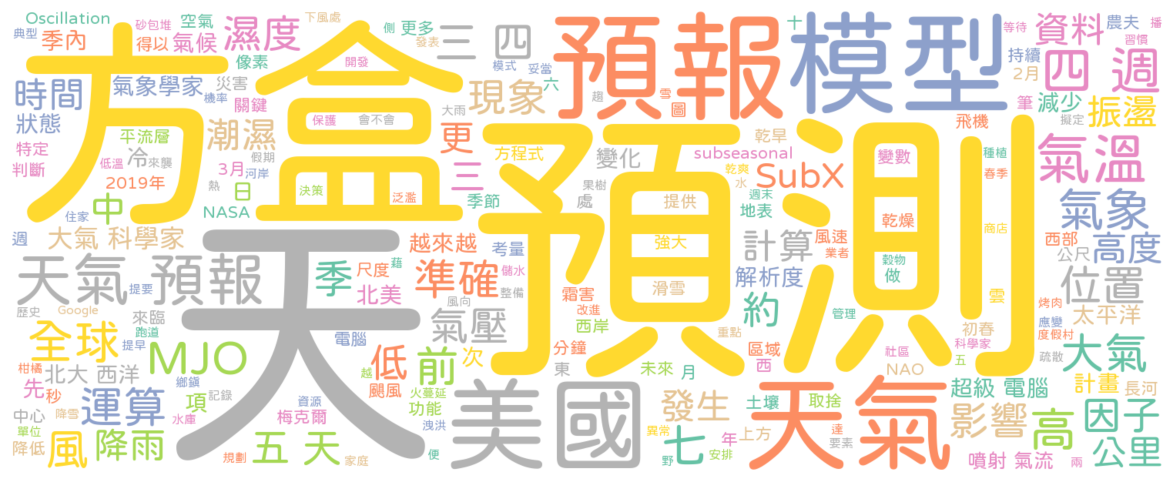 方盒
預測
天
預報
模型
美國
天氣
四週
氣溫
氣象
高度
位置
太平洋
大氣
計畫
長河
因子
公里
Oscillation
典型
季內
砂包堆
得以
空氣
氣候
下風處
側
更多
發表
濕度
像素
三
四
開發
模式
妥當
六
現象
趨
雪
圖
十
等待
農夫
播
習慣
資料
持續
2月
筆
減少
擬定
振盪
飛機
時間
狀態
特定
判斷
氣象學家
災害
機率
關鍵
平流層
潮濕
低溫
冷
來襲
假期
3月
河岸
2019年
日
熱
住家
中
NASA
保護
會不會
大雨
更
決策
泛濫
三
季節
方程式
變化
乾旱
subseasonal
SubX
果樹
處
地表
乾爽
水
週末
提供
強大
滑雪
變數
乾燥
種植
春季
商店
西部
公尺
風速
業者
穀物
做
計算
解析度
週
大氣
科學家
越來越
考量
天氣
預報
提要
季
尺度
藉
北美
準確
儲水
風向
整備
霜害
改進
西岸
約
重點
管理
雲
初春
烤肉
應變
度假村
歷史
Google
來臨
跑道
提早
全球
MJO
電腦
低
前
氣壓
次
分鐘
東
未來
月
區域
西
社區
科學家
五
NAO
疏散
柑橘
先
秒
北大
西洋
鄉鎮
越
颱風
火蔓延
功能
洩洪
資源
梅克爾
記錄
項
運算
中心
降雪
單位
降低
風
降雨
水庫
規劃
五
天
家庭
便
發生
異常
野
七
安排
年
土壤
上方
取捨
連
要素
超級
電腦
影響
高
噴射
氣流
兩